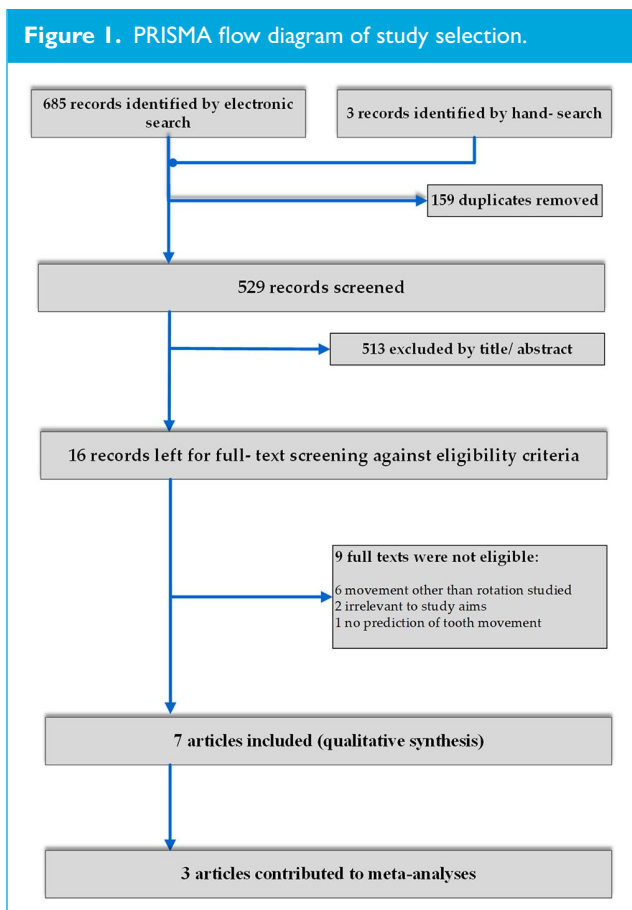 Figure 1. PRISMA flow diagram of study selection.
685 records identified by electronic
search
3 records identified by hand- search
159 duplicates removed
529 records screened
513 excluded by title/ abstract
16 records left for full- text screening against eligibility criteria
9 full texts were not eligible:
6 movement other than rotation studied
2 irrelevant to study aims
1 no prediction of tooth movement
7 articles included (qualitative synthesis)
3 articles contributed to meta-analyses